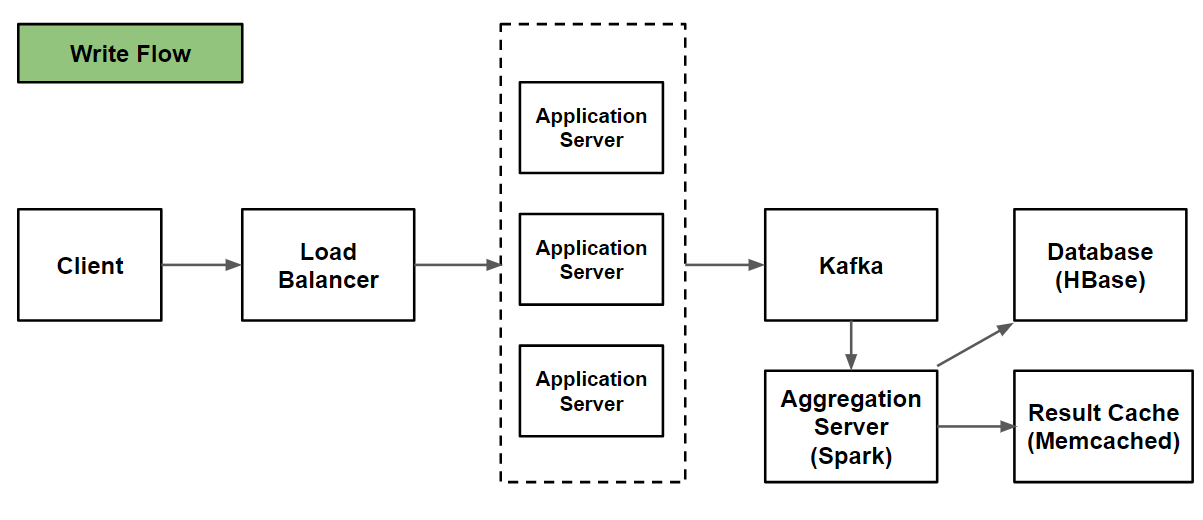 Write Flow
Client
Load
Balancer
Application
Server
Application
Server
Application
Server
Kafka
Database
(HBase)
Aggregation
Server
(Spark)
Result Cache
(Memcached)